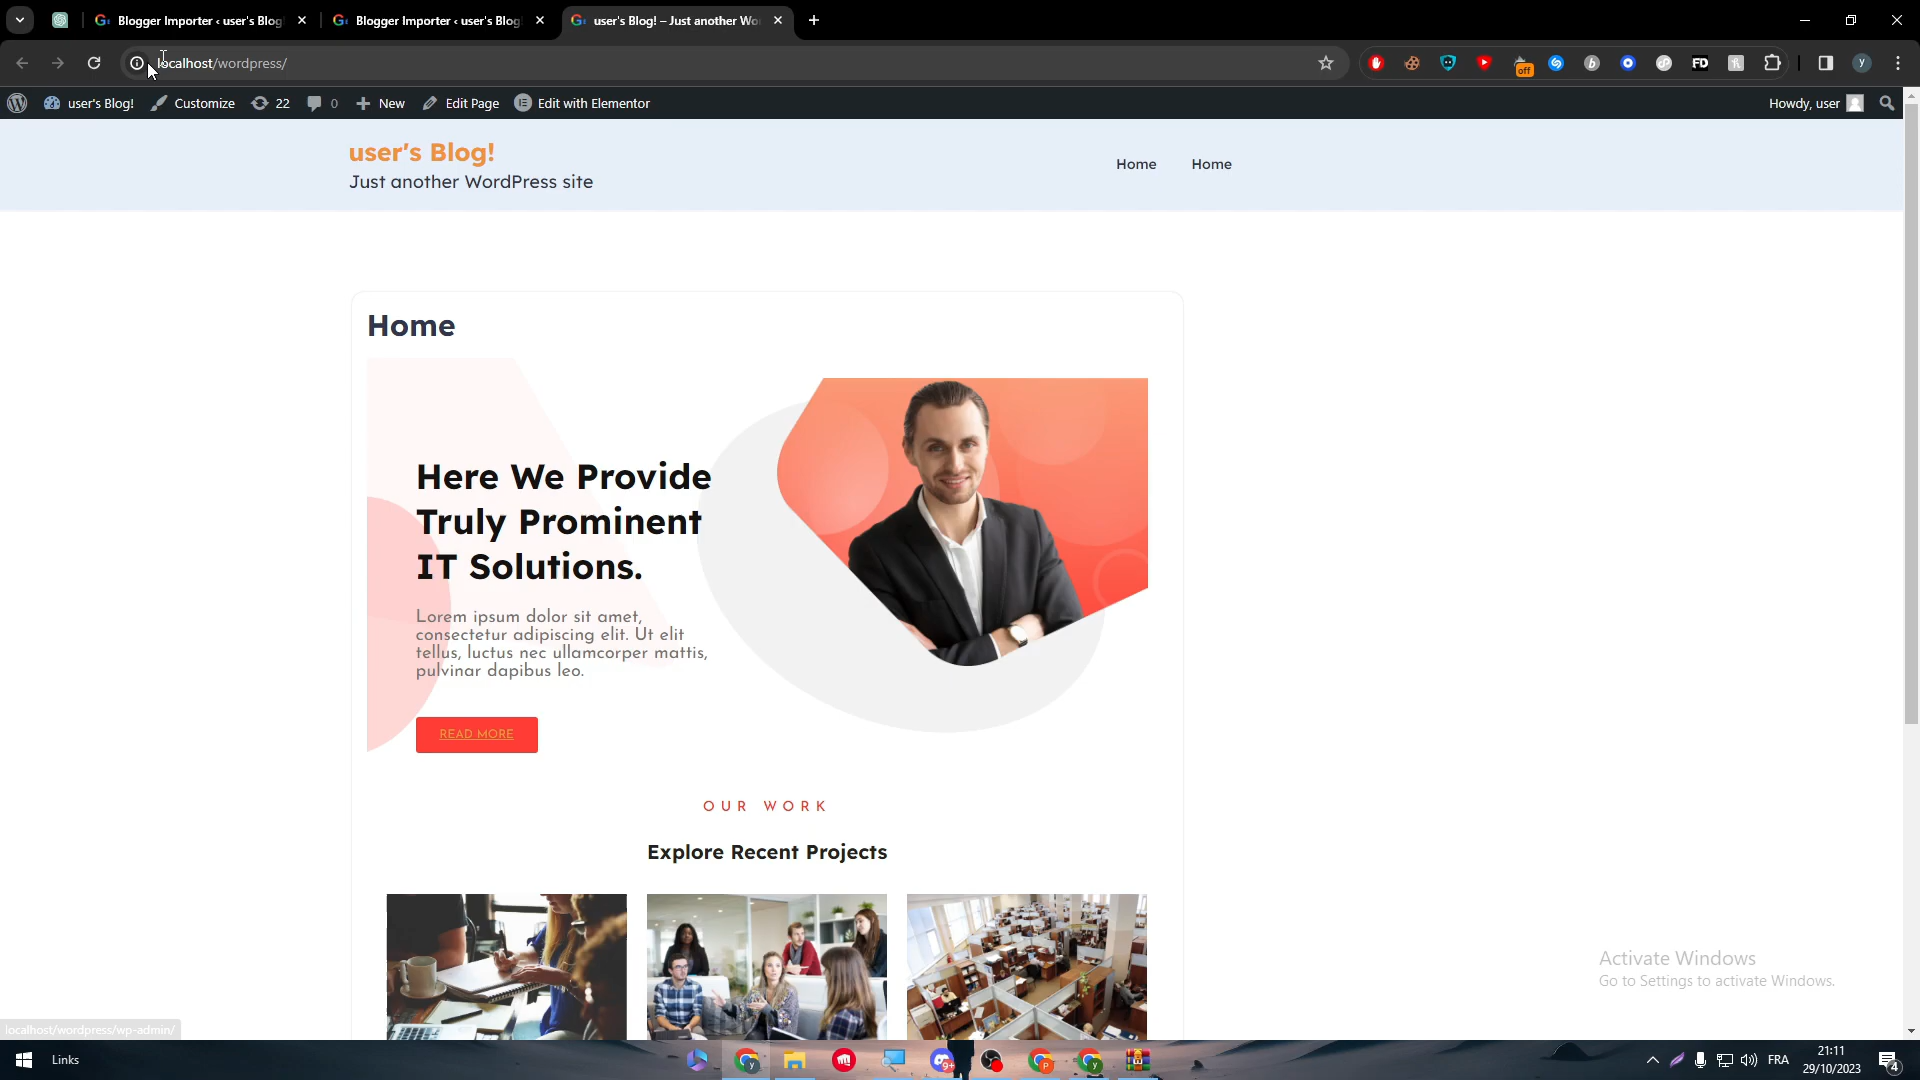 Blogger Importer ‹ user's Blog
Blogger Importer ‹ user's Blog
user's Blog! – Just another Wo
localhost/wordpress/
off
user's Blog!
Customize
22
0
New
Edit Page
Edit with Elementor
Howdy, user
user's Blog!
Just another WordPress site
Home
Home
Home
Here We Provide
Truly Prominent
IT Solutions.
Lorem ipsum dolor sit amet,
consectetur adipiscing elit. Ut elit
tellus, luctus nec ullamcorper mattis,
pulvinar dapibus leo.
READ MORE
OUR WORK
Explore Recent Projects
Activate Windows
Go to Settings to activate Windows.
localhost/wordpress/wp-admin/
Links
FRA
21:11
29/10/2023
4